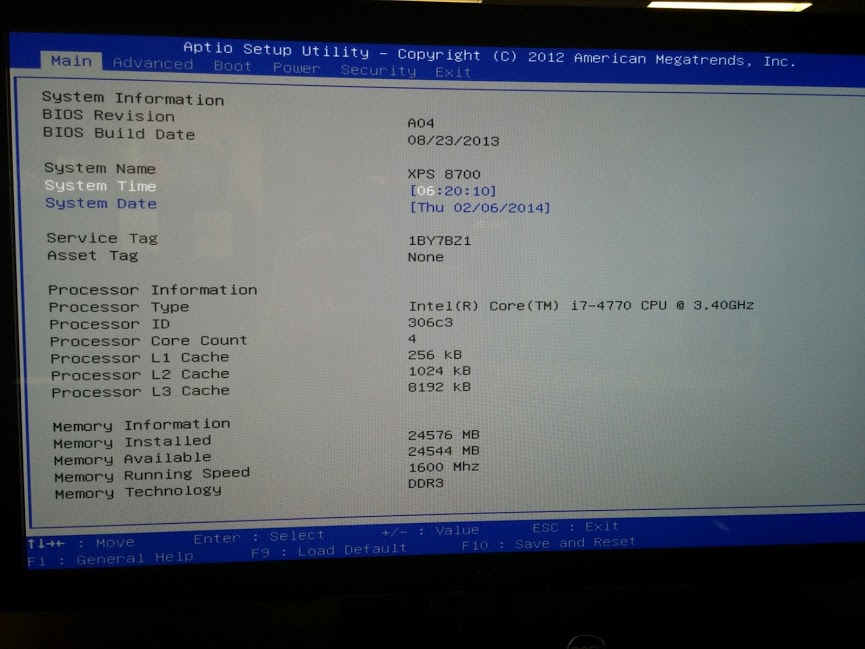 Aptio Setup Utility - Copyright (C) 2012 American Megatrends, Inc.
Main Advanced Boot Power Security Exit
System Information
BIOS Revision A04
BIOS Build Date 08/23/2013
System Name XPS 8700
System Time [06:20:10]
System Date [Thu 02/06/2014]
Service Tag 1BY7BZ1
Asset Tag None
Processor Information
Processor Type Intel(R) Core(TM) i7-4770 CPU @ 3.40GHz
Processor ID 306c3
Processor Core Count 4
Processor L1 Cache 256 kB
Processor L2 Cache 1024 kB
Processor L3 Cache 8192 kB
Memory Information
Memory Installed 24576 MB
Memory Available 24544 MB
Memory Running Speed 1600 Mhz
Memory Technology DDR3
↑↓→← : Move Enter : Select +/- : Value ESC : Exit
F1 : General Help F9 : Load Default F10 : Save and Reset